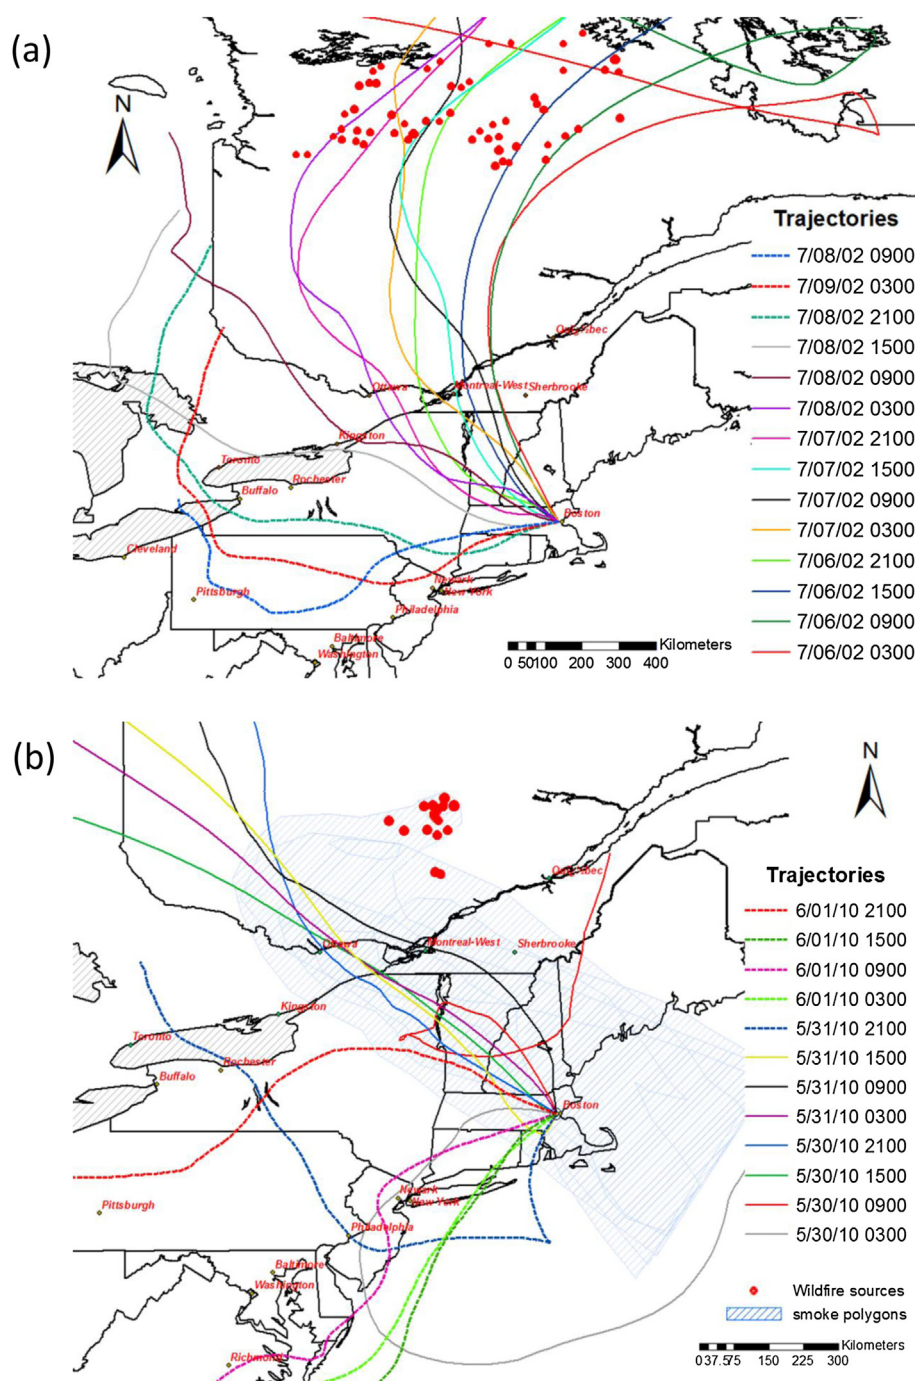 (a)
N
Trajectories
7/08/02 0900
7/09/02 0300
7/08/02 2100
7/08/02 1500
7/08/02 0900
7/08/02 0300
7/07/02 2100
7/07/02 1500
7/07/02 0900
7/07/02 0300
7/06/02 2100
7/06/02 1500
7/06/02 0900
7/06/02 0300
Ottawa
Montreal-West
Sherbrooke
Kingston
Toronto
Rochester
Buffalo
Boston
Cleveland
Newark
New York
Pittsburgh
Philadelphia
Baltimore
Washington
Kilometers
0 50100 200 300 400
(b)
N
Trajectories
6/01/10 2100
6/01/10 1500
6/01/10 0900
6/01/10 0300
5/31/10 2100
5/31/10 1500
5/31/10 0900
5/31/10 0300
5/30/10 2100
5/30/10 1500
5/30/10 0900
5/30/10 0300
Wildfire sources
smoke polygons
Ottawa
Montreal-West
Sherbrooke
Kingston
Toronto
Rochester
Buffalo
Boston
Pittsburgh
Newark
New York
Philadelphia
Baltimore
Washington
Richmond
Kilometers
037.575 150 225 300